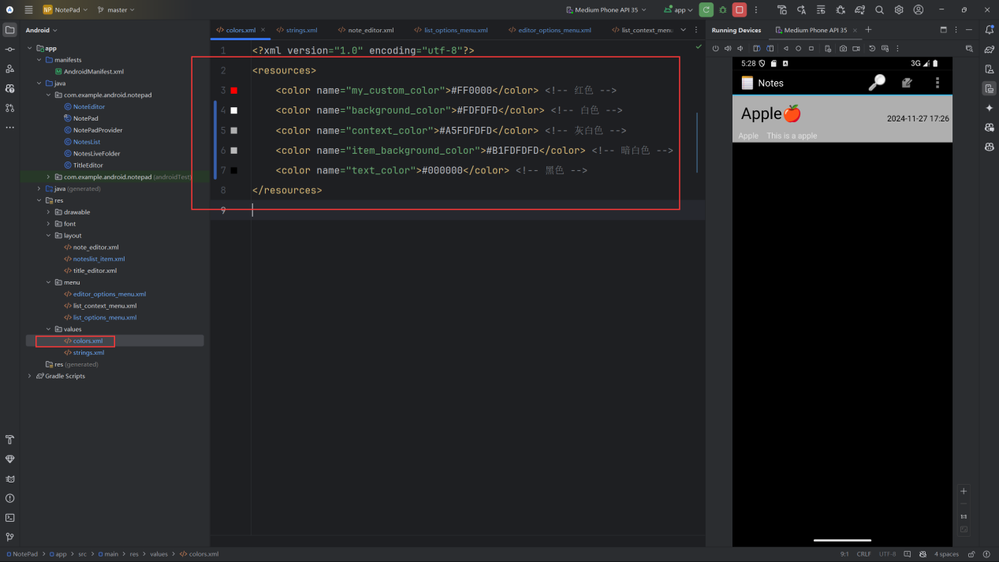 NP NotePad master Medium Phone API 35 app
Android
colors.xml strings.xml note_editor.xml list_options_menu.xml editor_options_menu.xml list_context_menu
Running Devices Medium Phone API 35
app
manifests
AndroidManifest.xml
java
com.example.android.notepad
NoteEditor
NotePad
NotePadProvider
NotesList
NotesLiveFolder
TitleEditor
com.example.android.notepad (androidTest)
java (generated)
res
drawable
font
layout
note_editor.xml
noteslist_item.xml
title_editor.xml
menu
editor_options_menu.xml
list_context_menu.xml
list_options_menu.xml
values
colors.xml
strings.xml
res (generated)
Gradle Scripts
1 <?xml version="1.0" encoding="utf-8"?>
2 <resources>
3 <color name="my_custom_color">#FF0000</color> <!-- 红色 -->
4 <color name="background_color">#FDFDFD</color> <!-- 白色 -->
5 <color name="context_color">#A5FDFDFD</color> <!-- 灰白色 -->
6 <color name="item_background_color">#B1FDFDFD</color> <!-- 暗白色 -->
7 <color name="text_color">#000000</color> <!-- 黑色 -->
8 </resources>
9
5:28 3G
Notes
Apple🍎 2024-11-27 17:26
Apple This is a apple
1:1
NotePad > app > src > main > res > values > colors.xml
9:1 CRLF UTF-8 4 spaces